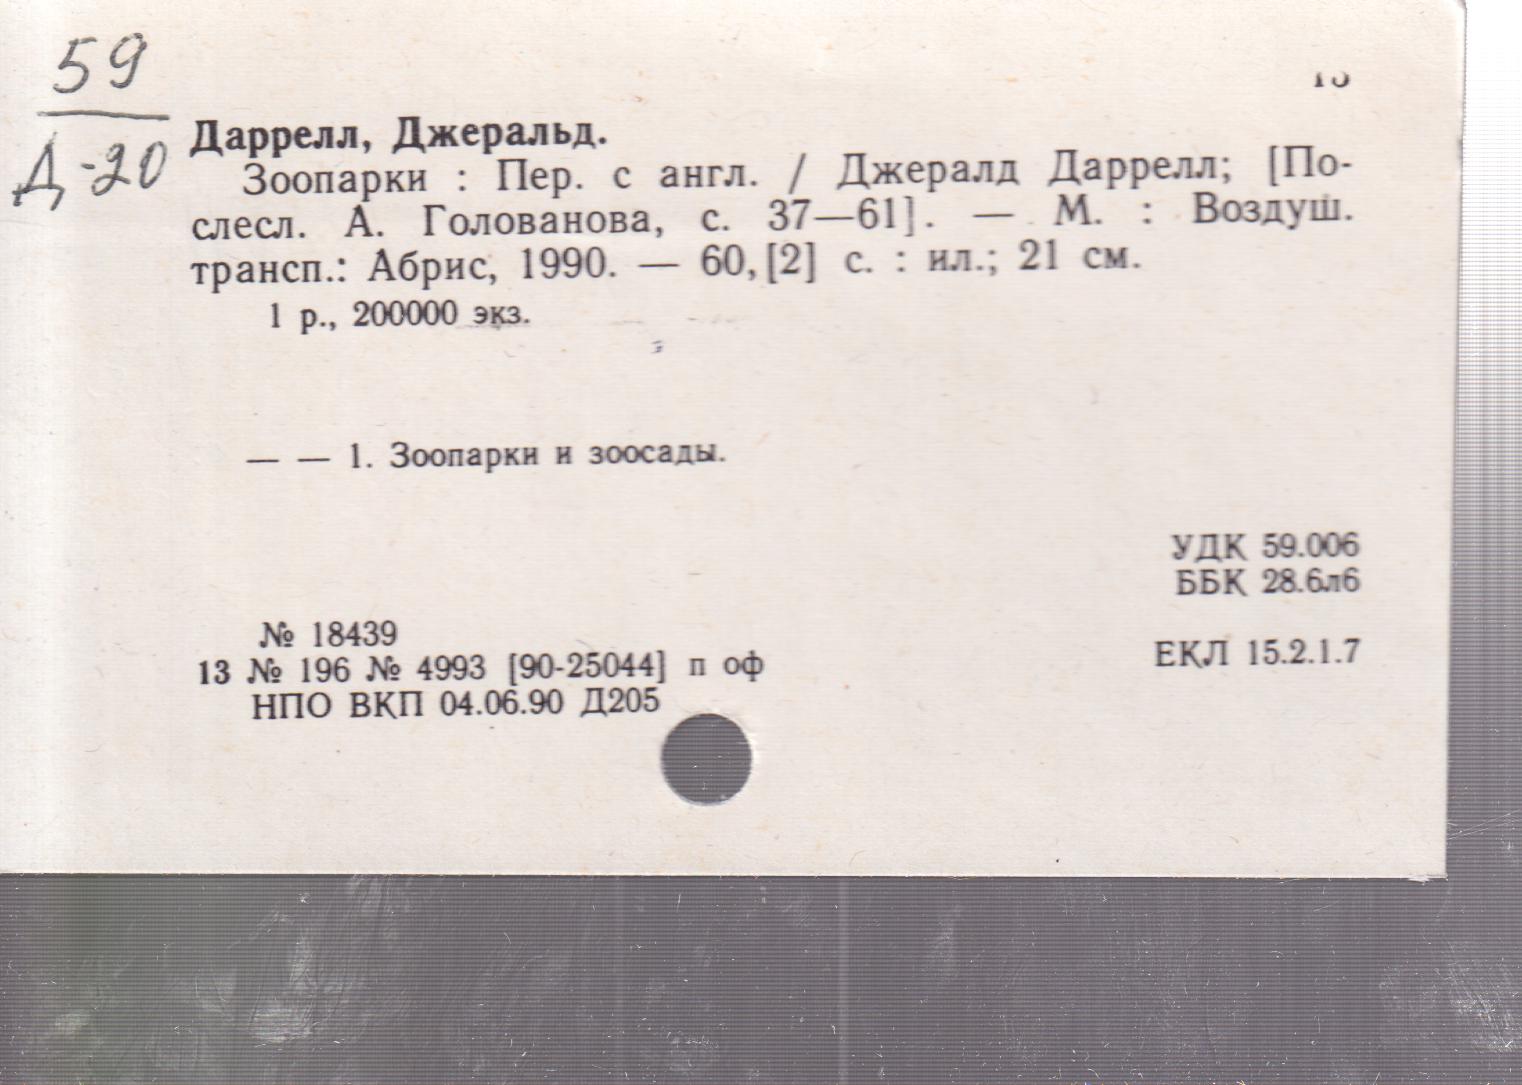 59
Д-20
Даррелл, Джеральд.
Зоопарки : Пер. с англ. / Джералд Даррелл; [По-
слесл. А. Голованова, с. 37—61]. — М. : Воздуш.
трансп.: Абрис, 1990. — 60, [2] с. : ил.; 21 см.
1 р., 200000 экз.
— — 1. Зоопарки и зоосады.
УДК 59.006
ББК 28.6л6
№ 18439
13 № 196 № 4993 [90-25044] п оф
ЕКЛ 15.2.1.7
НПО ВКП 04.06.90 Д205